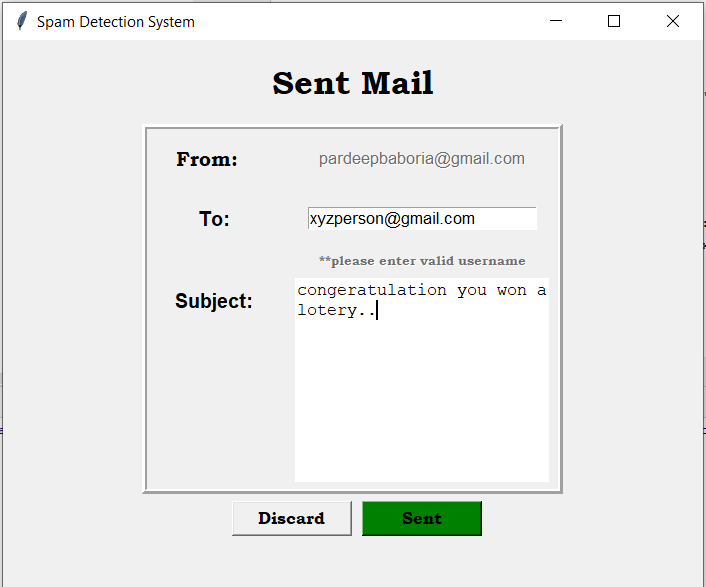 Spam Detection System
Sent Mail
From:
pardeepbaboria@gmail.com
To:
xyzperson@gmail.com
**please enter valid username
Subject:
congeratulation you won a
lotery..
Discard
Sent